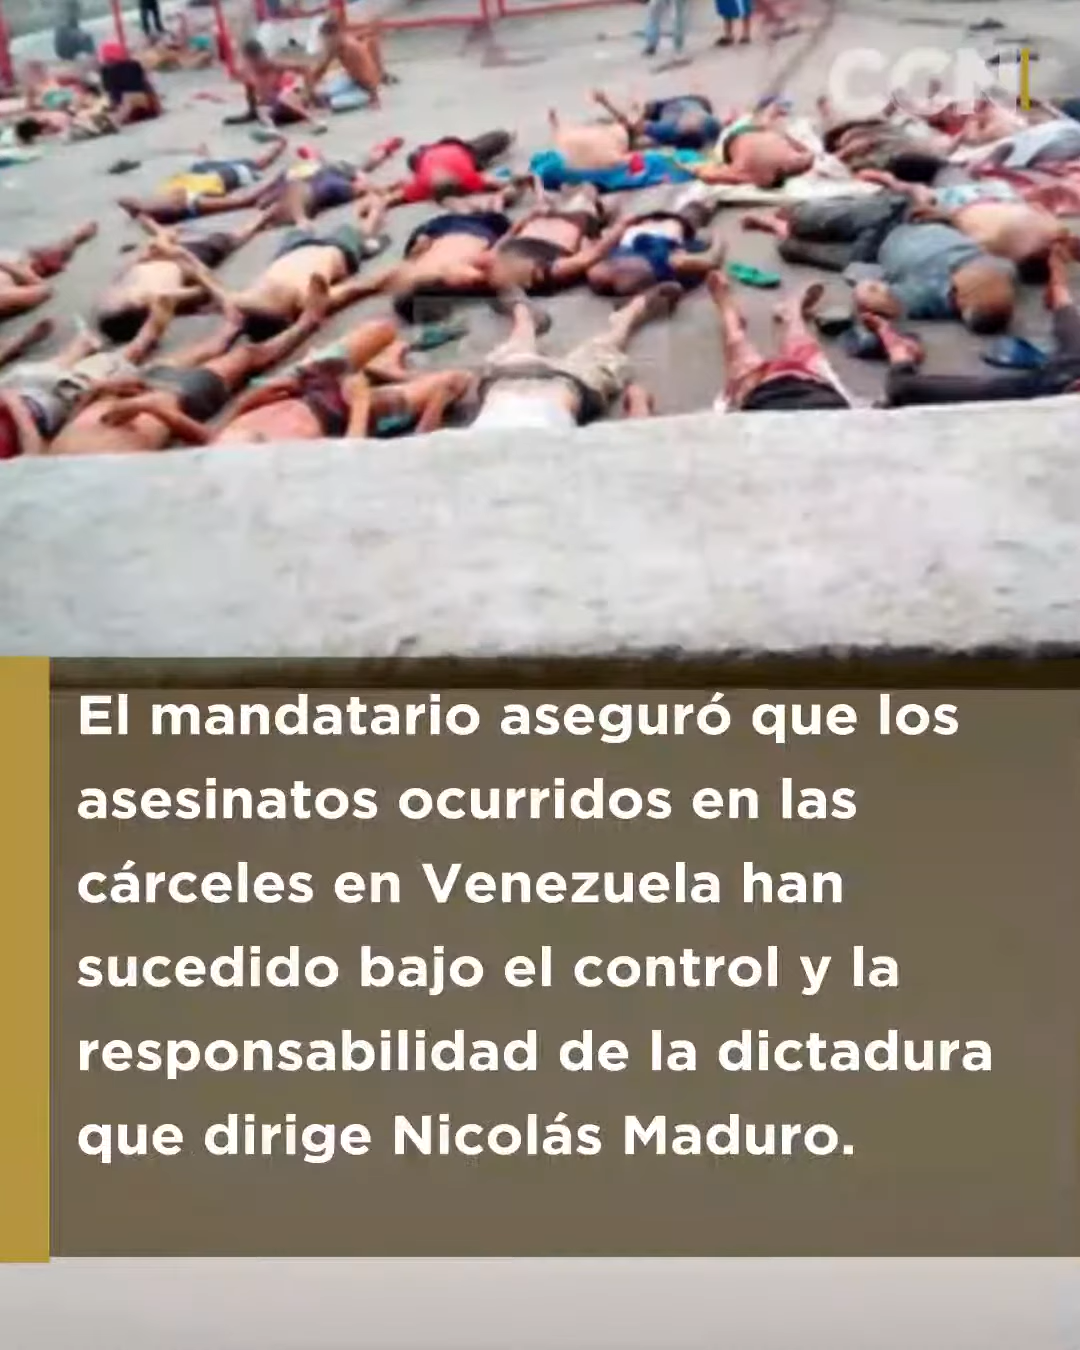 CCN
El mandatario aseguró que los
asesinatos ocurridos en las
cárceles en Venezuela han
sucedido bajo el control y la
responsabilidad de la dictadura
que dirige Nicolás Maduro.